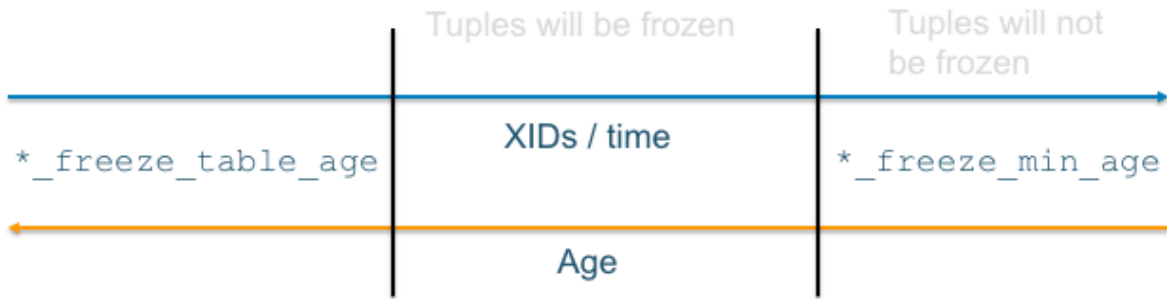 Tuples will be frozen
Tuples will not
be frozen
XIDs / time
*_freeze_table_age
*_freeze_min_age
Age